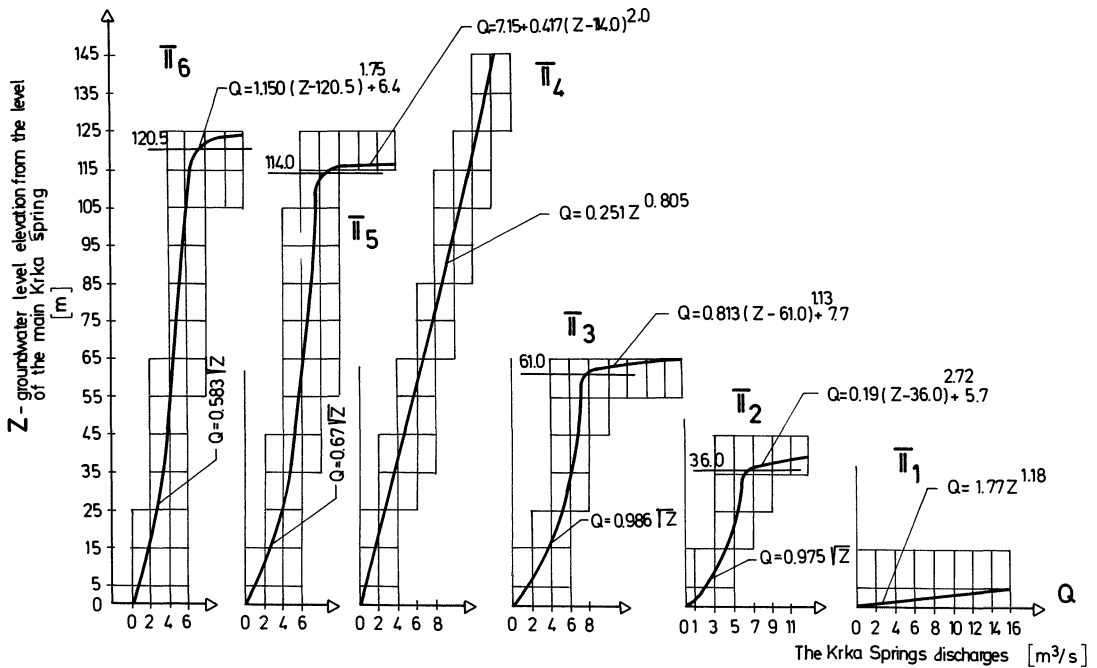 Z - groundwater level elevation from the level
of the main Krka Spring
[m]
145
135
125
115
105
95
85
75
65
55
45
35
25
15
5
0
π6
Q=1.150 (Z-120.5)^1.75 + 6.4
120.5
Q=0.583√Z
0 2 4 6
π5
Q=7.15+0.417(Z-114.0)^2.0
114.0
Q=0.67√Z
0 2 4 6
π4
Q=0.251Z^0.805
0 2 4 6 8
π3
Q=0.813(Z-61.0)^1.13 + 7.7
61.0
Q=0.986√Z
0 2 4 6 8
π2
Q=0.19(Z-36.0)^2.72 + 5.7
36.0
Q=0.975√Z
0 1 3 5 7 9 11
π1
Q=1.77Z^1.18
0 2 4 6 8 10 12 14 16
Q
The Krka Springs discharges [m³/s]